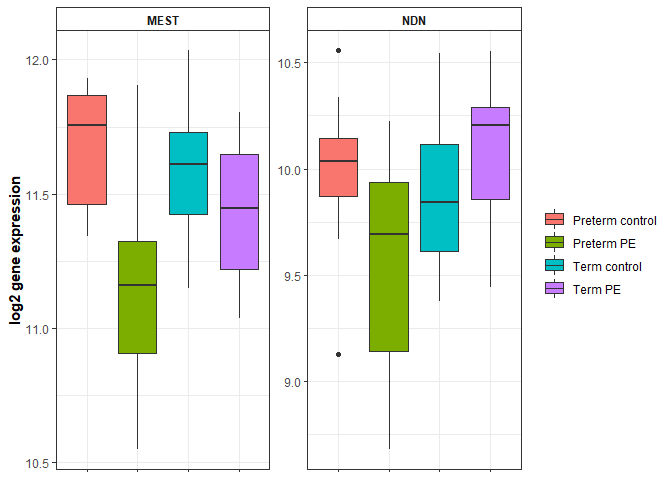 MEST
NDN
log2 gene expression
12.0
11.5
11.0
10.5
10.5
10.0
9.5
9.0
Preterm control
Preterm PE
Term control
Term PE